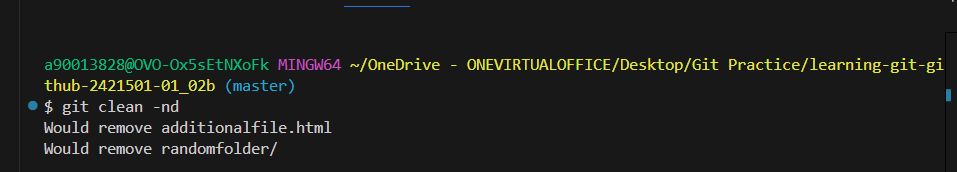 a90013828@OVO-Ox5sEtNXoFk MINGW64 ~/OneDrive - ONEVIRTUALOFFICE/Desktop/Git Practice/learning-git-gi
thub-2421501-01_02b (master)
$ git clean -nd
Would remove additionalfile.html
Would remove randomfolder/